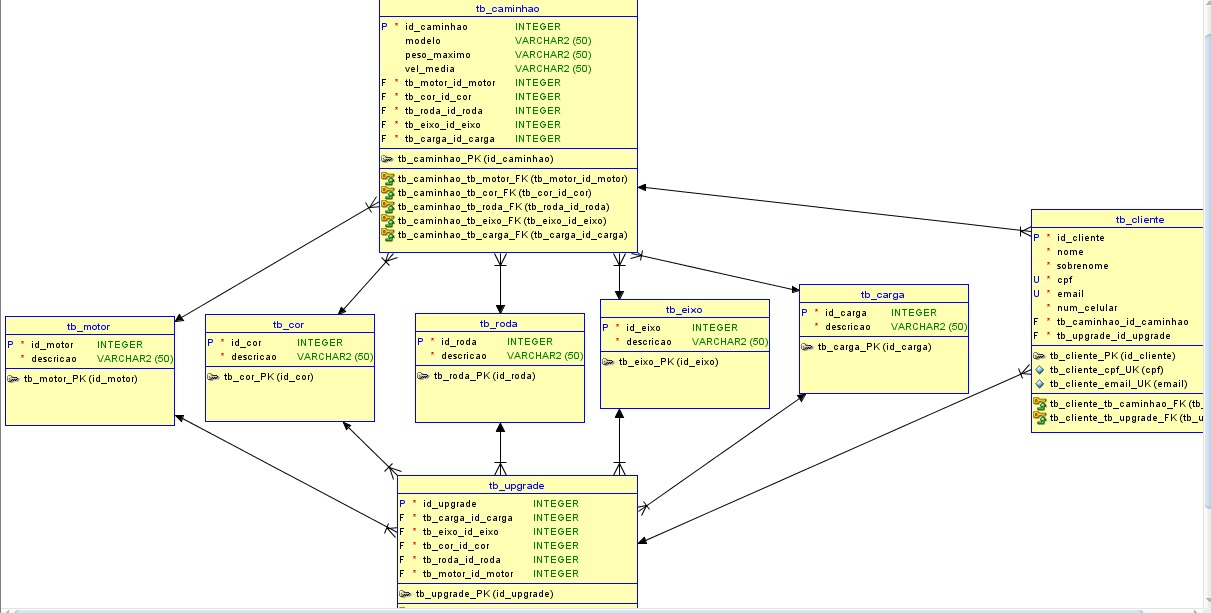 tb_caminhao
P * id_caminhao INTEGER
modelo VARCHAR2 (50)
peso_maximo VARCHAR2 (50)
vel_media VARCHAR2 (50)
F * tb_motor_id_motor INTEGER
F * tb_cor_id_cor INTEGER
F * tb_roda_id_roda INTEGER
F * tb_eixo_id_eixo INTEGER
F * tb_carga_id_carga INTEGER
tb_caminhao_PK (id_caminhao)
tb_caminhao_tb_motor_FK (tb_motor_id_motor)
tb_caminhao_tb_cor_FK (tb_cor_id_cor)
tb_caminhao_tb_roda_FK (tb_roda_id_roda)
tb_caminhao_tb_eixo_FK (tb_eixo_id_eixo)
tb_caminhao_tb_carga_FK (tb_carga_id_carga)
tb_cliente
P * id_cliente
* nome
* sobrenome
U * cpf
U * email
* num_celular
F * tb_caminhao_id_caminhao
F * tb_upgrade_id_upgrade
tb_cliente_PK (id_cliente)
tb_cliente_cpf_UK (cpf)
tb_cliente_email_UK (email)
tb_cliente_tb_caminhao_FK (tb_
tb_cliente_tb_upgrade_FK (tb_u
tb_motor
P * id_motor INTEGER
* descricao VARCHAR2 (50)
tb_motor_PK (id_motor)
tb_cor
P * id_cor INTEGER
* descricao VARCHAR2 (50)
tb_cor_PK (id_cor)
tb_roda
P * id_roda INTEGER
* descricao VARCHAR2 (50)
tb_roda_PK (id_roda)
tb_eixo
P * id_eixo INTEGER
* descricao VARCHAR2 (50)
tb_eixo_PK (id_eixo)
tb_carga
P * id_carga INTEGER
* descricao VARCHAR2 (50)
tb_carga_PK (id_carga)
tb_upgrade
P * id_upgrade INTEGER
F * tb_carga_id_carga INTEGER
F * tb_eixo_id_eixo INTEGER
F * tb_cor_id_cor INTEGER
F * tb_roda_id_roda INTEGER
F * tb_motor_id_motor INTEGER
tb_upgrade_PK (id_upgrade)